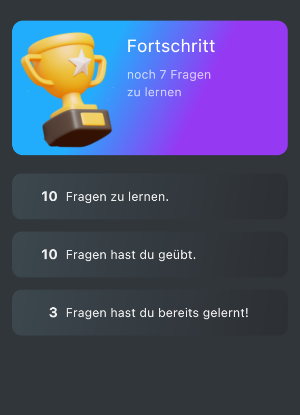 Fortschritt
noch 7 Fragen
zu lernen
10 Fragen zu lernen.
10 Fragen hast du geübt.
3 Fragen hast du bereits gelernt!